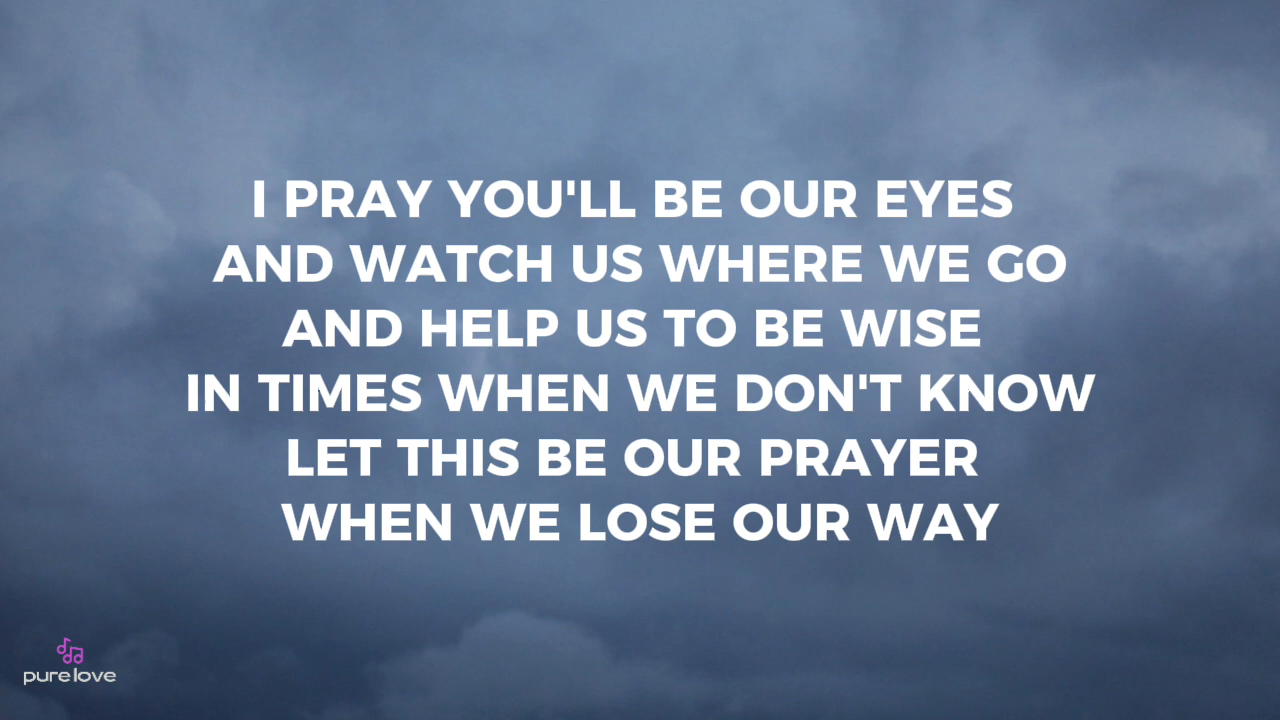 I PRAY YOU'LL BE OUR EYES
AND WATCH US WHERE WE GO
AND HELP US TO BE WISE
IN TIMES WHEN WE DON'T KNOW
LET THIS BE OUR PRAYER
WHEN WE LOSE OUR WAY
pure love